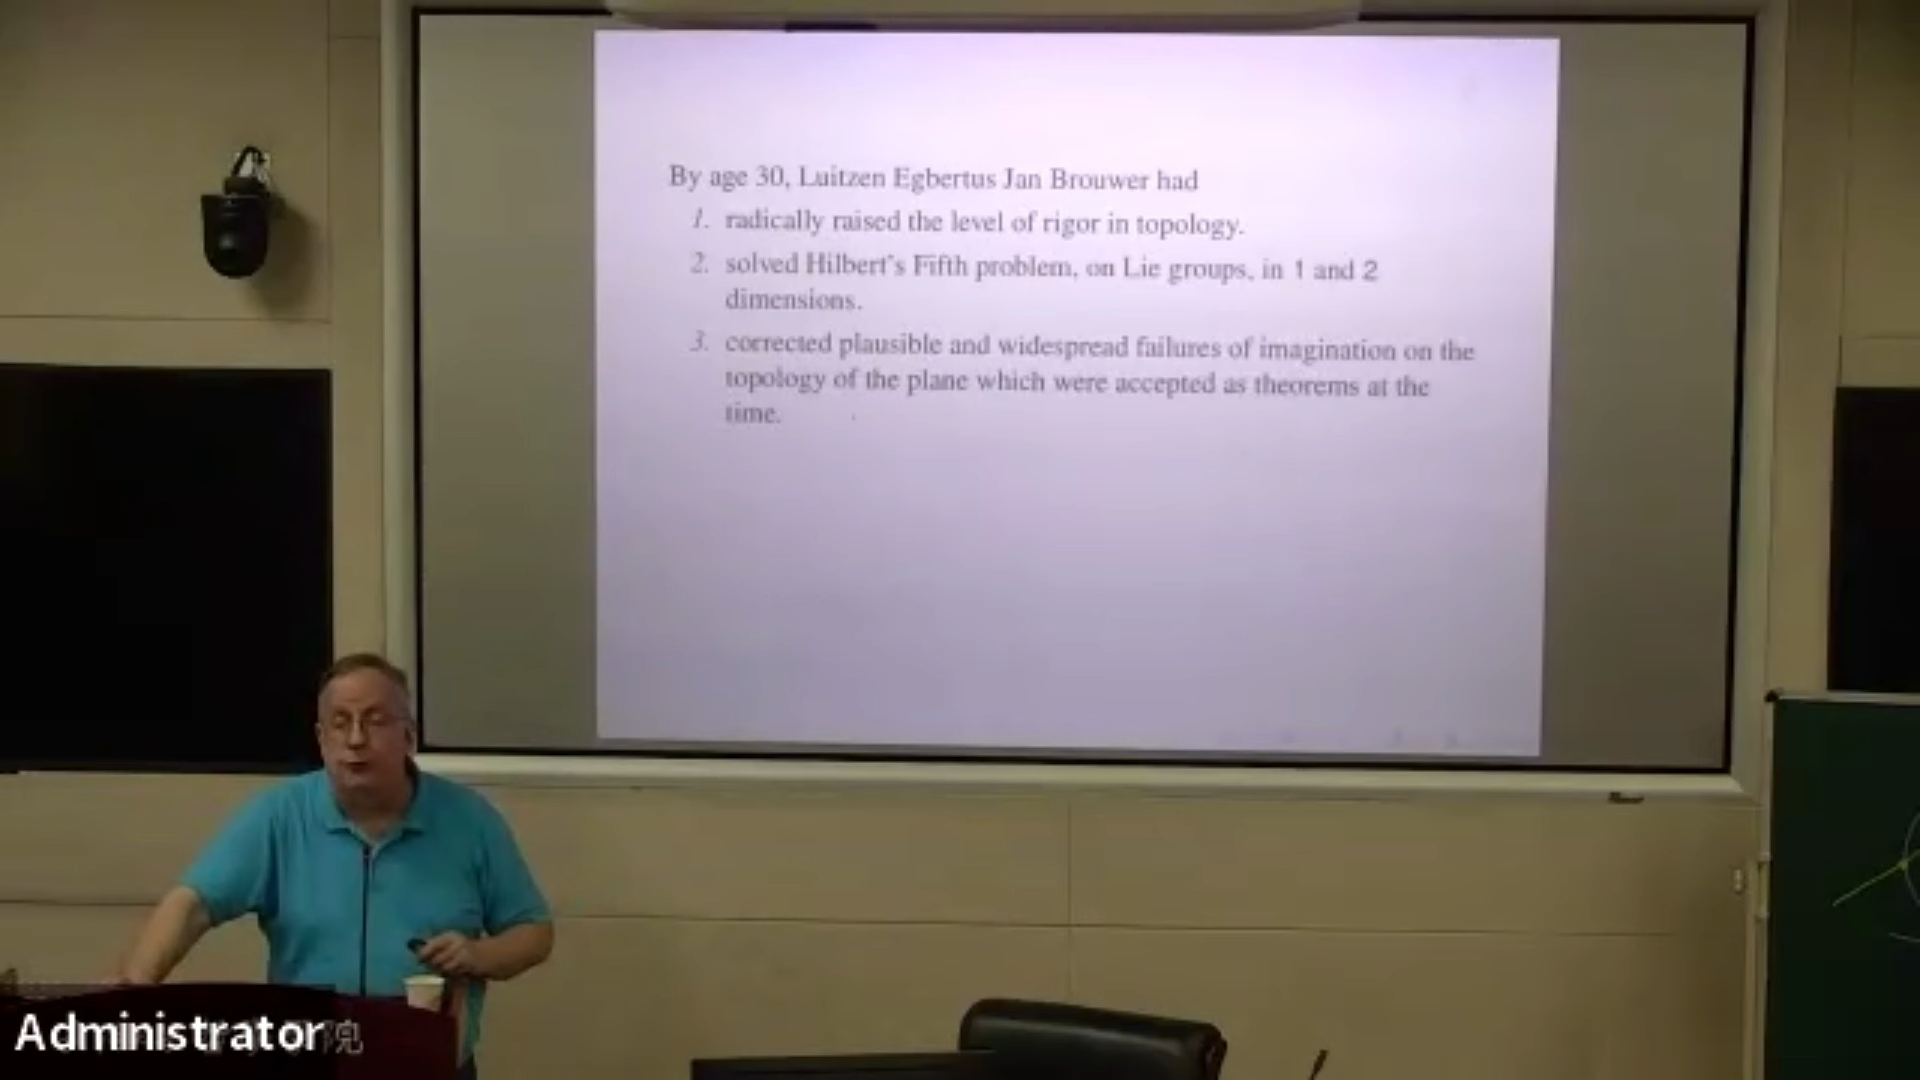 By age 30, Luitzen Egbertus Jan Brouwer had
1. radically raised the level of rigor in topology.
2. solved Hilbert's Fifth problem, on Lie groups, in 1 and 2
dimensions.
3. corrected plausible and widespread failures of imagination on the
topology of the plane which were accepted as theorems at the
time.
Administrator